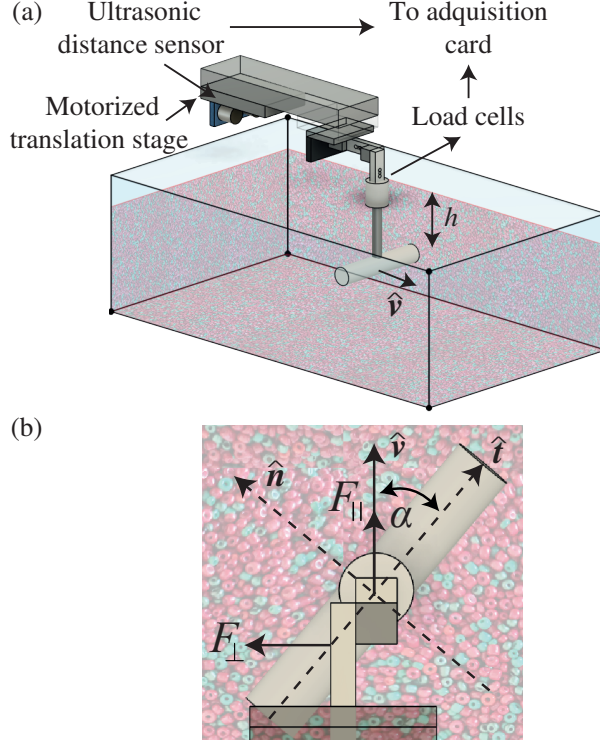 (a)
Ultrasonic
distance sensor
To adquisition
card
Motorized
translation stage
Load cells
h
v̂
(b)
n̂
v̂
t̂
F||
α
F⊥